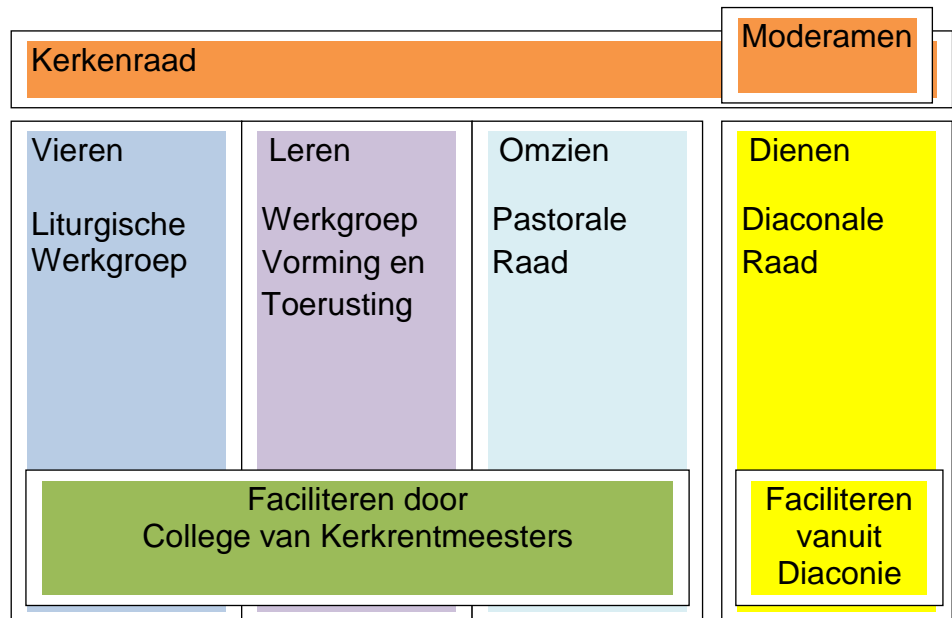 Kerkenraad
Moderamen
Vieren
Liturgische
Werkgroep
Leren
Werkgroep
Vorming en
Toerusting
Omzien
Pastorale
Raad
Dienen
Diaconale
Raad
Faciliteren door
College van Kerkrentmeesters
Faciliteren
vanuit
Diaconie